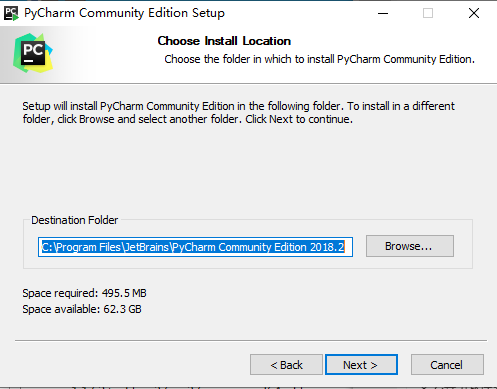 PyCharm Community Edition Setup
PC
Choose Install Location
Choose the folder in which to install PyCharm Community Edition.
Setup will install PyCharm Community Edition in the following folder. To install in a different
folder, click Browse and select another folder. Click Next to continue.
Destination Folder
C:\Program Files\JetBrains\PyCharm Community Edition 2018.2
Browse...
Space required: 495.5 MB
Space available: 62.3 GB
< Back
Next >
Cancel